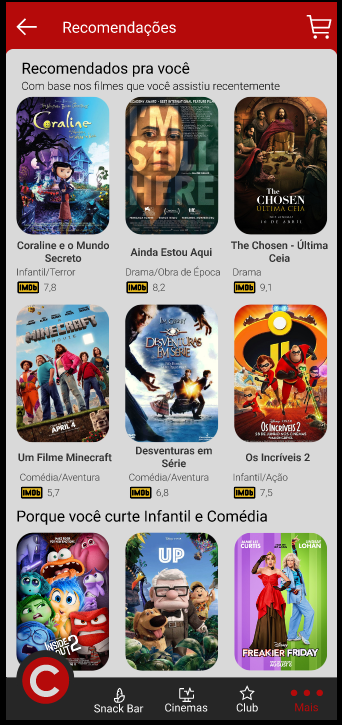 Recomendações
Recomendados pra você
Com base nos filmes que você assistiu recentemente
Coraline
I'M
STILL
HERE
THE
CHOSEN
ÚLTIMA CEIA
Coraline e o Mundo
Secreto
Ainda Estou Aqui
The Chosen - Última
Ceia
Infantil/Terror
Drama/Obra de Época
Drama
IMDb 7,8
IMDb 8,2
IMDb 9,1
MINECRAFT
APRIL 4
DESVENTURAS
EM SÉRIE
OS INCRÍVEIS 2
Um Filme Minecraft
Desventuras em
Série
Os Incríveis 2
Comédia/Aventura
Comédia/Aventura
Infantil/Ação
IMDb 5,7
IMDb 6,8
IMDb 7,5
Porque você curte Infantil e Comédia
INSIDE
OUT 2
UP
CURTIS
LOHAN
FREAKIER FRIDAY
C
Snack Bar
Cinemas
Club
Mais